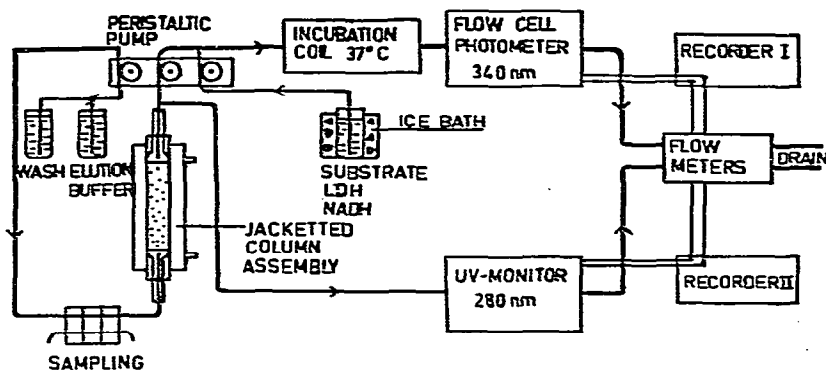 PERISTALTIC
PUMP
INCUBATION
COIL 37°C
FLOW CELL
PHOTOMETER
340 nm
RECORDER I
ICE BATH
FLOW
METERS
DRAIN
WASH ELUTION
BUFFER
SUBSTRATE
LDH
NADH
JACKETTED
COLUMN
ASSEMBLY
UV-MONITOR
280 nm
RECORDER II
SAMPLING